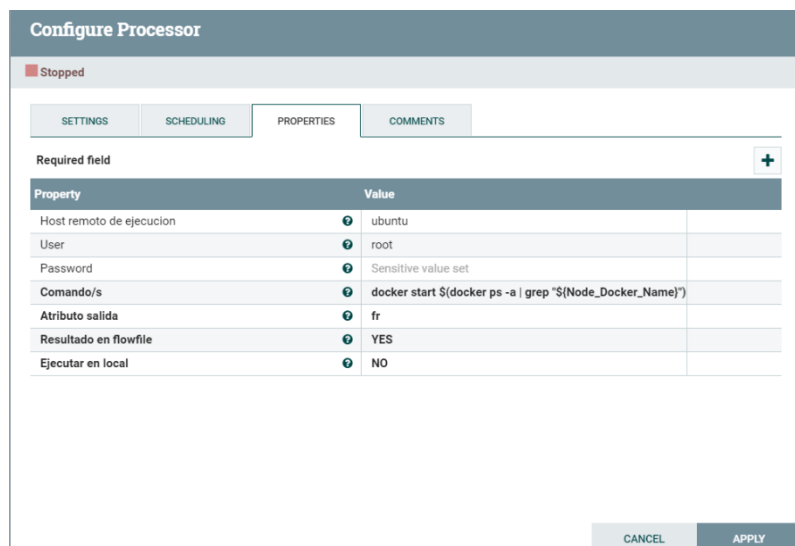 Configure Processor
Stopped
SETTINGS SCHEDULING PROPERTIES COMMENTS
Required field
Property Value
Host remoto de ejecucion ubuntu
User root
Password Sensitive value set
Comando/s docker start $(docker ps -a | grep "${Node_Docker_Name}")
Atributo salida fr
Resultado en flowfile YES
Ejecutar en local NO
CANCEL APPLY